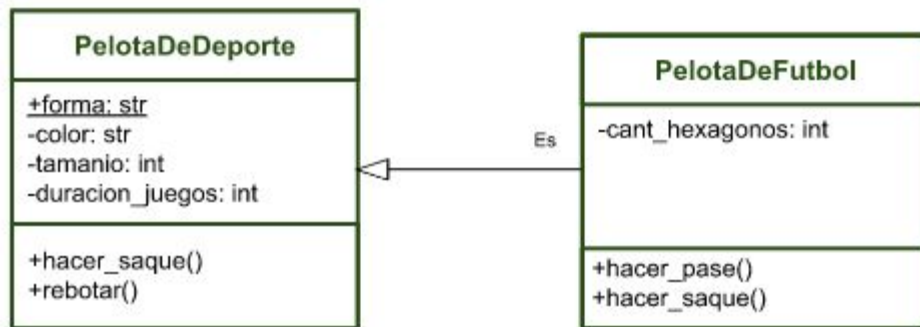 PelotaDeDeporte
+forma: str
-color: str
-tamanio: int
-duracion_juegos: int
+hacer_saque()
+rebotar()
Es
PelotaDeFutbol
-cant_hexagonos: int
+hacer_pase()
+hacer_saque()